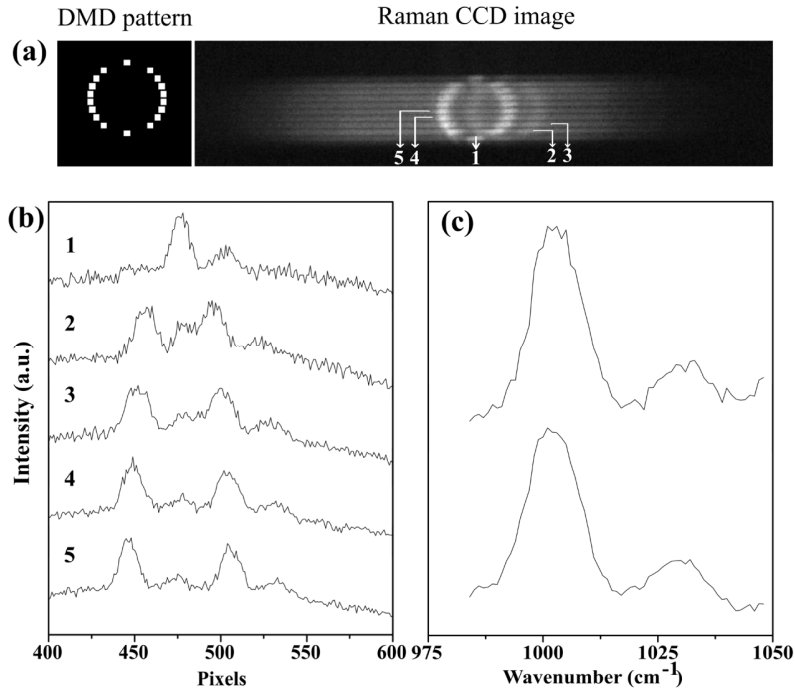 DMD pattern
Raman CCD image
(a)
5 4 1 2 3
(b)
(c)
1
2
3
4
5
Intensity (a.u.)
400 450 500 550 600
Pixels
975 1000 1025 1050
Wavenumber (cm-1)